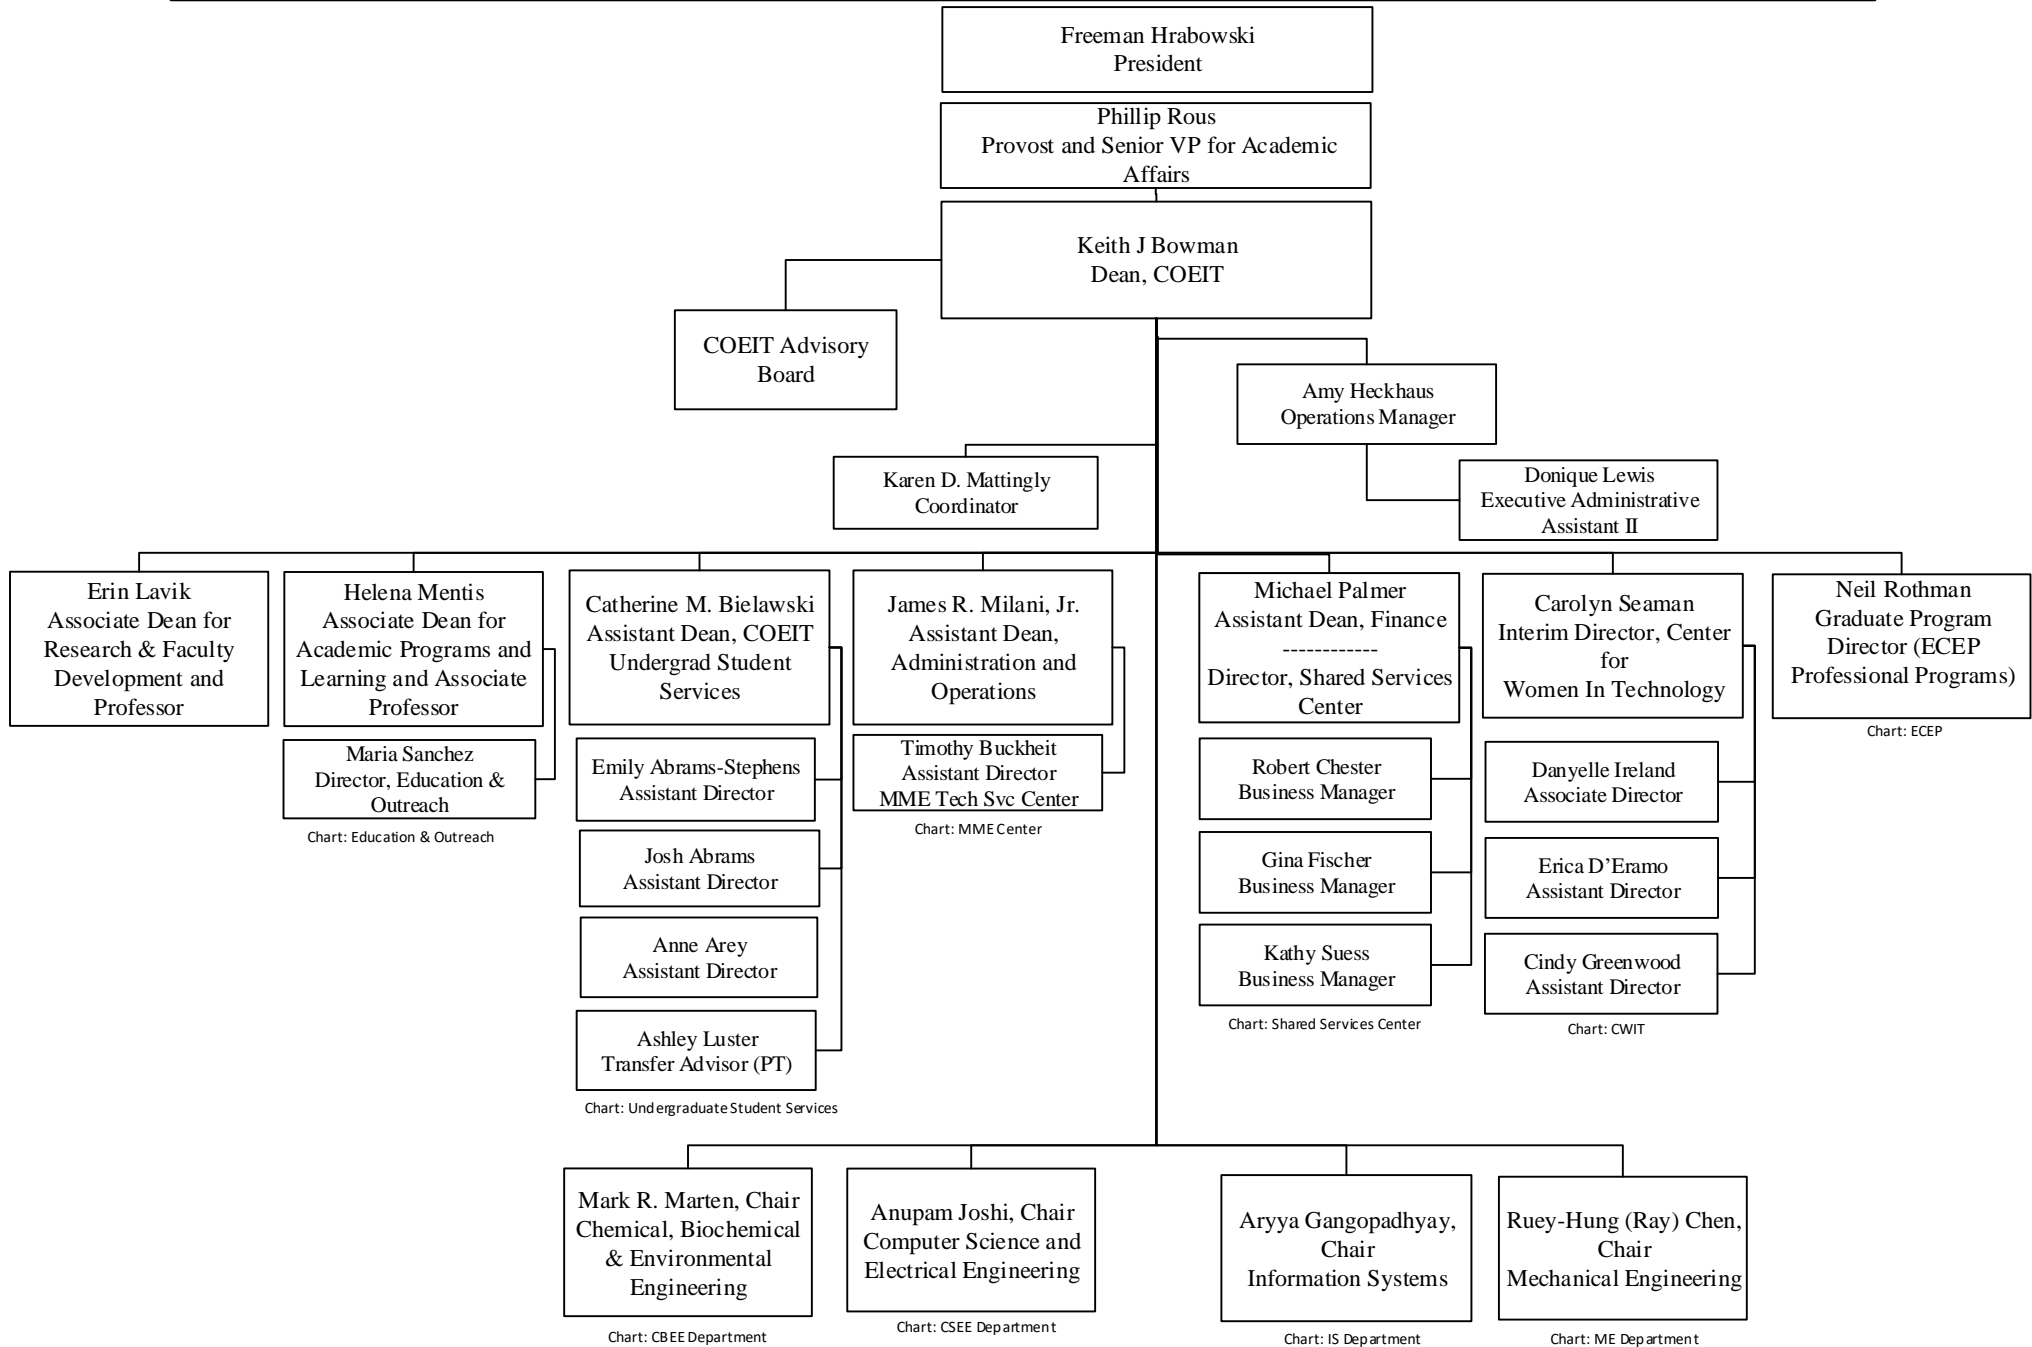 Freeman Hrabowski
President
Phillip Rous
Provost and Senior VP for Academic
Affairs
Keith J Bowman
Dean, COEIT
COEIT Advisory
Board
Amy Heckhaus
Operations Manager
Karen D. Mattingly
Coordinator
Donique Lewis
Executive Administrative
Assistant II
Erin Lavik
Associate Dean for
Research & Faculty
Development and
Professor
Helena Mentis
Associate Dean for
Academic Programs and
Learning and Associate
Professor
Maria Sanchez
Director, Education &
Outreach
Chart: Education & Outreach
Catherine M. Bielawski
Assistant Dean, COEIT
Undergrad Student
Services
Emily Abrams-Stephens
Assistant Director
Josh Abrams
Assistant Director
Anne Arey
Assistant Director
Ashley Luster
Transfer Advisor (PT)
Chart: Undergraduate Student Services
James R. Milani, Jr.
Assistant Dean,
Administration and
Operations
Timothy Buckheit
Assistant Director
MME Tech Svc Center
Chart: MME Center
Michael Palmer
Assistant Dean, Finance
------------
Director, Shared Services
Center
Robert Chester
Business Manager
Gina Fischer
Business Manager
Kathy Suess
Business Manager
Chart: Shared Services Center
Carolyn Seaman
Interim Director, Center
for
Women In Technology
Danyelle Ireland
Associate Director
Erica D’Eramo
Assistant Director
Cindy Greenwood
Assistant Director
Chart: CWIT
Neil Rothman
Graduate Program
Director (ECEP
Professional Programs)
Chart: ECEP
Mark R. Marten, Chair
Chemical, Biochemical
& Environmental
Engineering
Chart: CBEE Department
Anupam Joshi, Chair
Computer Science and
Electrical Engineering
Chart: CSEE Department
Aryya Gangopadhyay,
Chair
Information Systems
Chart: IS Department
Ruey-Hung (Ray) Chen,
Chair
Mechanical Engineering
Chart: ME Department